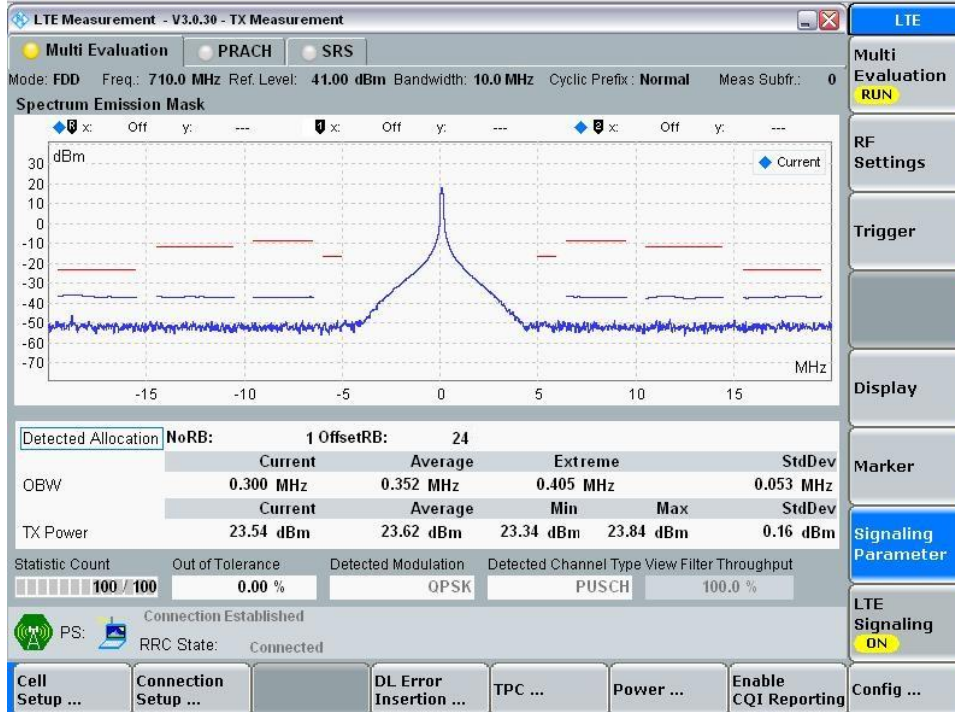 LTE Measurement - V3.0.30 - TX Measurement
LTE
Multi Evaluation PRACH SRS
Mode: FDD Freq.: 710.0 MHz Ref. Level: 41.00 dBm Bandwidth: 10.0 MHz Cyclic Prefix : Normal Meas Subfr.: 0
Spectrum Emission Mask
R x: Off y: --- 1 x: Off y: --- 2 x: Off y: ---
dBm
Current
30
20
10
0
-10
-20
-30
-40
-50
-60
-70
MHz
-15 -10 -5 0 5 10 15
Detected Allocation NoRB: 1 OffsetRB: 24
Current Average Extreme StdDev
OBW 0.300 MHz 0.352 MHz 0.405 MHz 0.053 MHz
Current Average Min Max StdDev
TX Power 23.54 dBm 23.62 dBm 23.34 dBm 23.84 dBm 0.16 dBm
Statistic Count Out of Tolerance Detected Modulation Detected Channel Type View Filter Throughput
100 / 100 0.00 % QPSK PUSCH 100.0 %
Connection Established
PS:
RRC State: Connected
Multi
Evaluation
RUN
RF
Settings
Trigger
Display
Marker
Signaling
Parameter
LTE
Signaling
ON
Cell
Setup ...
Connection
Setup ...
DL Error
Insertion ...
TPC ...
Power ...
Enable
CQI Reporting
Config ...